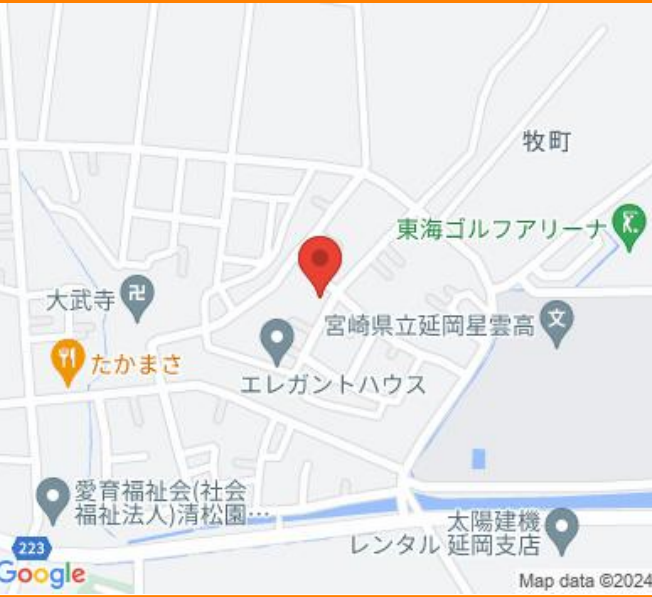 牧町
東海ゴルフアリーナ
大武寺
宮崎県立延岡星雲高
たかまさ
エレガントハウス
愛育福祉会(社会
福祉法人)清松園…
太陽建機
レンタル 延岡支店
223
Google
Map data ©2024